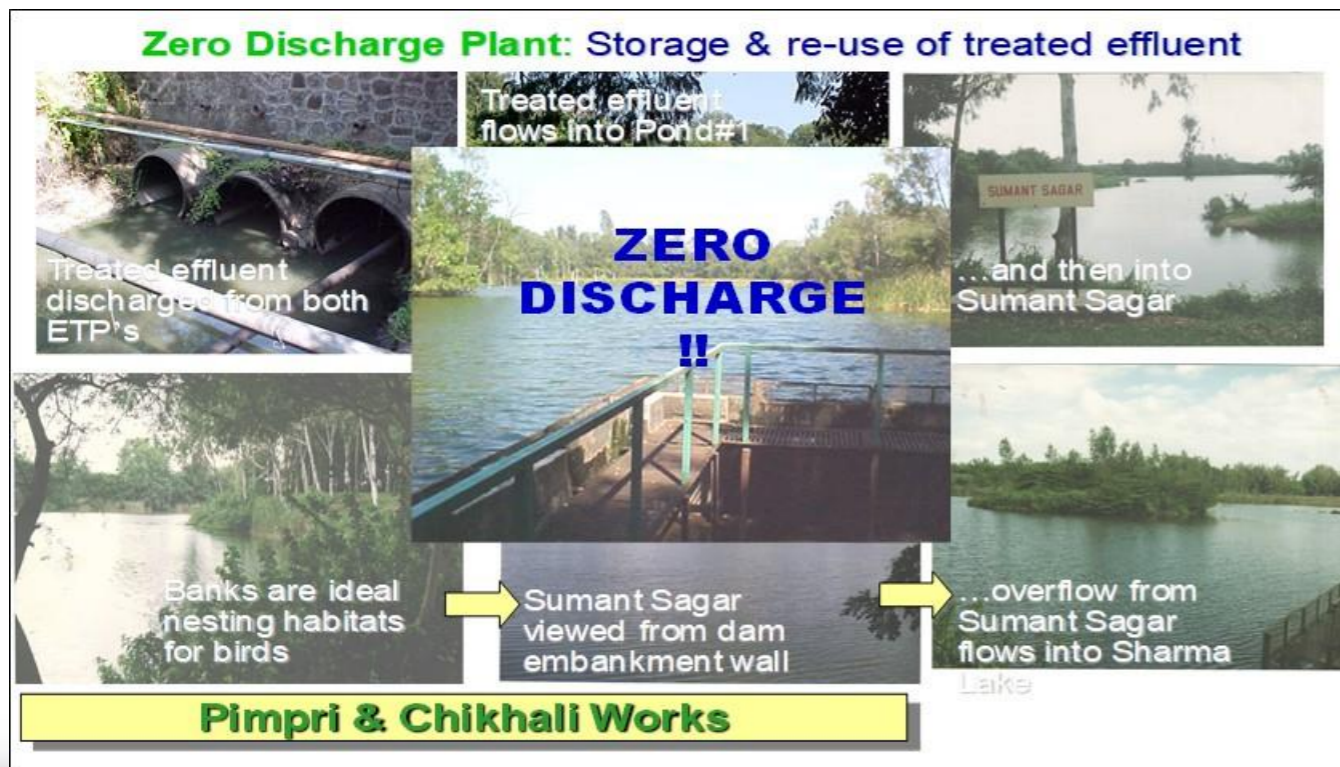 Zero Discharge Plant: Storage & re-use of treated effluent
Treated effluent
discharged from both
ETP's
Treated effluent
flows into Pond#1
SUMANT SAGAR
...and then into
Sumant Sagar
ZERO
DISCHARGE
!!
Banks are ideal
nesting habitats
for birds
Sumant Sagar
viewed from dam
embankment wall
...overflow from
Sumant Sagar
flows into Sharma
Lake
Pimpri & Chikhali Works